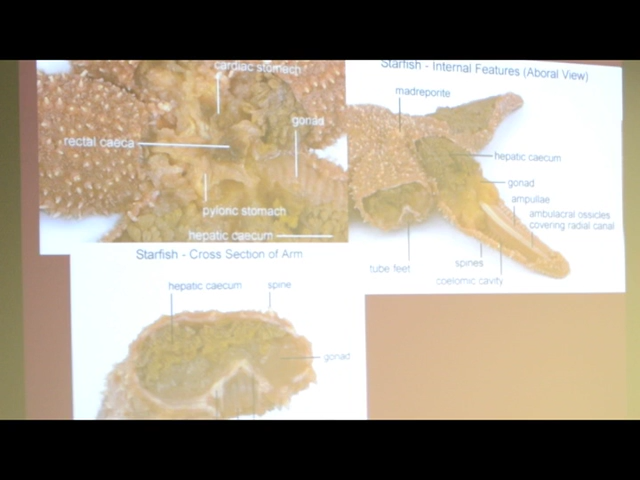 cardiac stomach
gonad
rectal caeca
pyloric stomach
hepatic caecum
Starfish - Internal Features (Aboral View)
madreporite
hepatic caecum
gonad
ampullae
ambulacral ossicles
covering radial canal
tube feet
spines
coelomic cavity
Starfish - Cross Section of Arm
hepatic caecum
spine
gonad